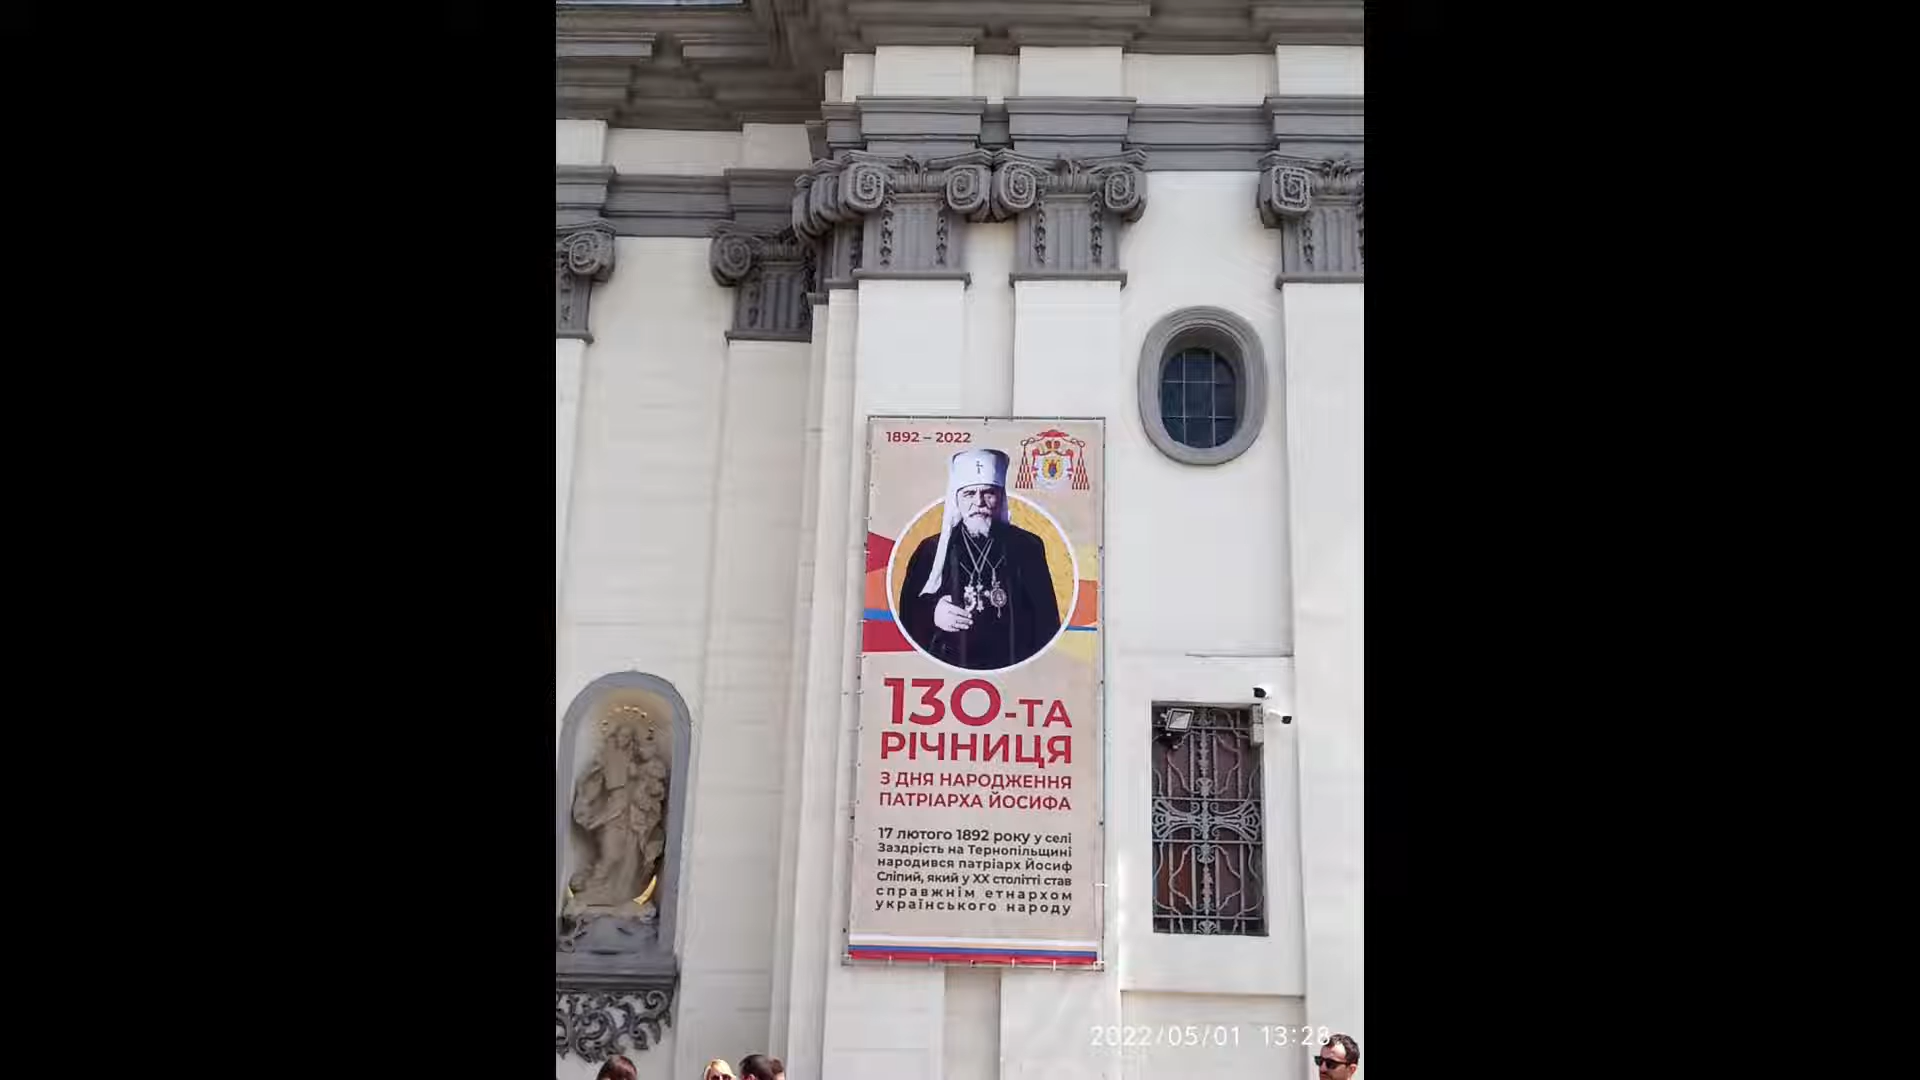 1892 – 2022
130-ТА
РІЧНИЦЯ
З ДНЯ НАРОДЖЕННЯ
ПАТРІАРХА ЙОСИФА
17 лютого 1892 року у селі
Заздрість на Тернопільщині
народився патріарх Йосиф
Сліпий, який у ХХ столітті став
справжнім етнархом
українського народу
2022/05/01 13:28